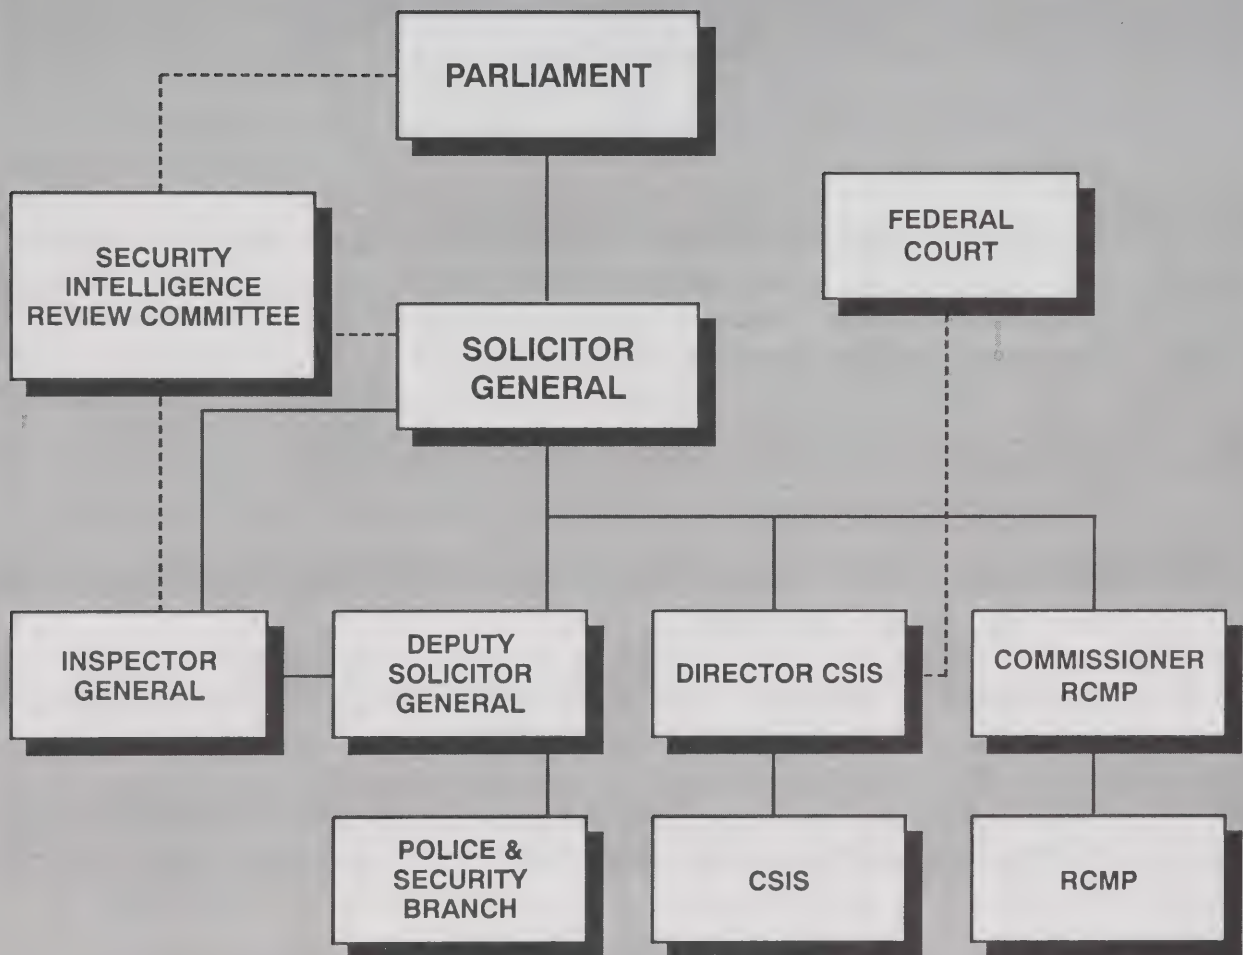 PARLIAMENT
FEDERAL
COURT
SECURITY
INTELLIGENCE
REVIEW COMMITTEE
SOLICITOR
GENERAL
INSPECTOR
GENERAL
DEPUTY
SOLICITOR
GENERAL
DIRECTOR CSIS
COMMISSIONER
RCMP
POLICE &
SECURITY
BRANCH
CSIS
RCMP